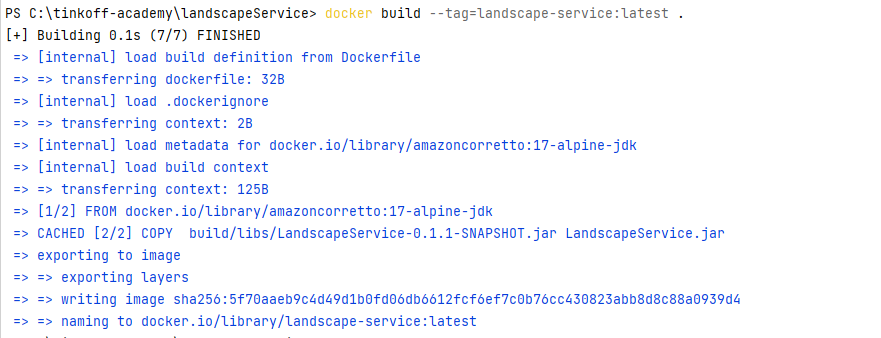 PS C:\tinkoff-academy\landscapeService> docker build --tag=landscape-service:latest .
[+] Building 0.1s (7/7) FINISHED
=> [internal] load build definition from Dockerfile
=> => transferring dockerfile: 32B
=> [internal] load .dockerignore
=> => transferring context: 2B
=> [internal] load metadata for docker.io/library/amazoncorretto:17-alpine-jdk
=> [internal] load build context
=> => transferring context: 125B
=> [1/2] FROM docker.io/library/amazoncorretto:17-alpine-jdk
=> CACHED [2/2] COPY  build/libs/LandscapeService-0.1.1-SNAPSHOT.jar LandscapeService.jar
=> exporting to image
=> => exporting layers
=> => writing image sha256:5f70aaeb9c4d49d1b0fd06db6612fcf6ef7c0b76cc430823abb8d8c88a0939d4
=> => naming to docker.io/library/landscape-service:latest